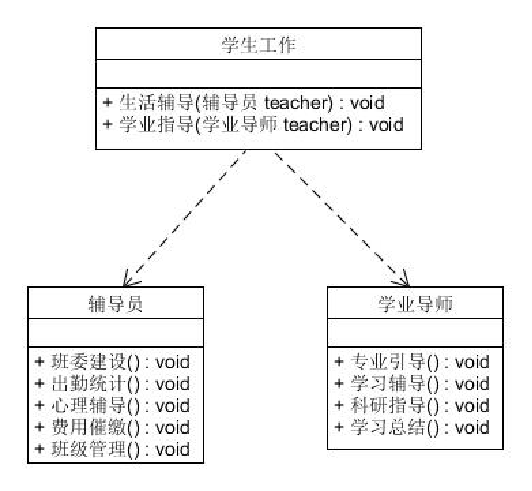 学生工作
+ 生活辅导(辅导员 teacher) : void
+ 学业指导(学业导师 teacher) : void
辅导员
+ 班委建设() : void
+ 出勤统计() : void
+ 心理辅导() : void
+ 费用催缴() : void
+ 班级管理() : void
学业导师
+ 专业引导() : void
+ 学习辅导() : void
+ 科研指导() : void
+ 学习总结() : void